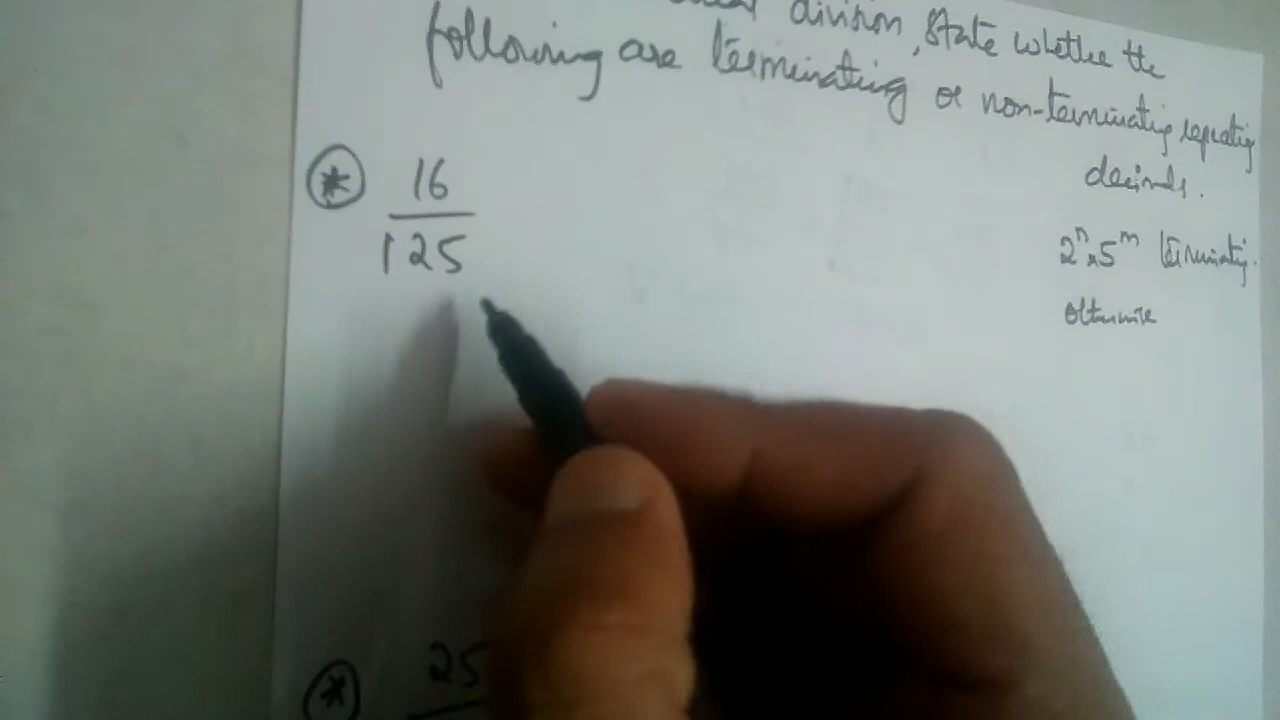 division, state whether the
following are terminating or non-terminating repeating
decimals.
* 16
125
2ⁿ × 5ᵐ terminating.
otherwise
* 25